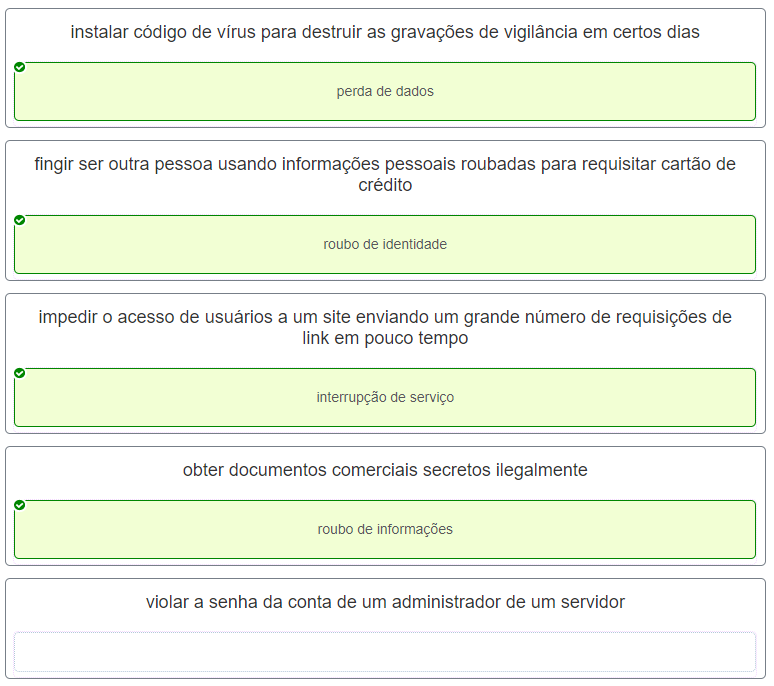 instalar código de vírus para destruir as gravações de vigilância em certos dias
perda de dados
fingir ser outra pessoa usando informações pessoais roubadas para requisitar cartão de
crédito
roubo de identidade
impedir o acesso de usuários a um site enviando um grande número de requisições de
link em pouco tempo
interrupção de serviço
obter documentos comerciais secretos ilegalmente
roubo de informações
violar a senha da conta de um administrador de um servidor